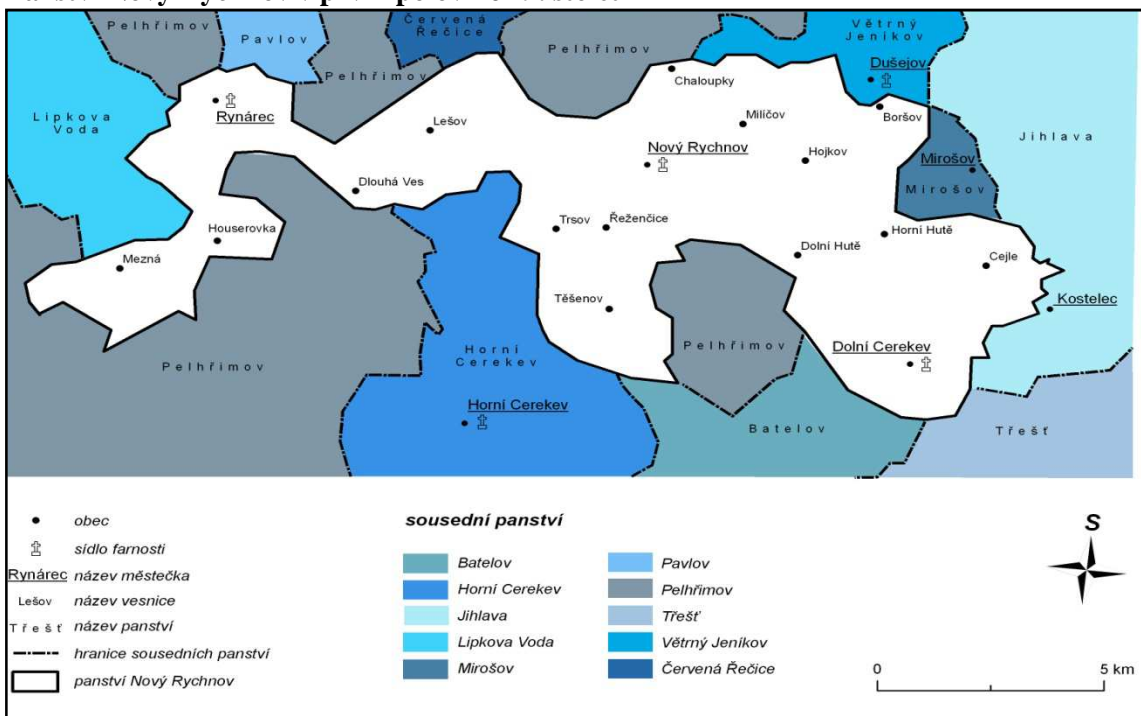 Pelhřimov
Pavlov
Červená
Řečice
Pelhřimov
Větrný
Jeníkov
Pelhřimov
Chaloupky
Dušejov
Rynárec
Lipkova
Voda
Lešov
Milíčov
Boršov
Jihlava
Nový Rychnov
Hojkov
Mirošov
Mirošov
Dlouhá Ves
Houserovka
Trsov
Řeženčice
Horní Hutě
Dolní Hutě
Mezná
Cejle
Těšenov
Kostelec
Horní
Cerekev
Pelhřimov
Dolní Cerekev
Pelhřimov
Horní Cerekev
Batelov
Třešť
obec
sídlo farnosti
Rynárec název městečka
Lešov název vesnice
Třešť název panství
hranice sousedních panství
panství Nový Rychnov
sousední panství
Batelov
Horní Cerekev
Jihlava
Lipkova Voda
Mirošov
Pavlov
Pelhřimov
Třešť
Větrný Jeníkov
Červená Řečice
S
0 5 km